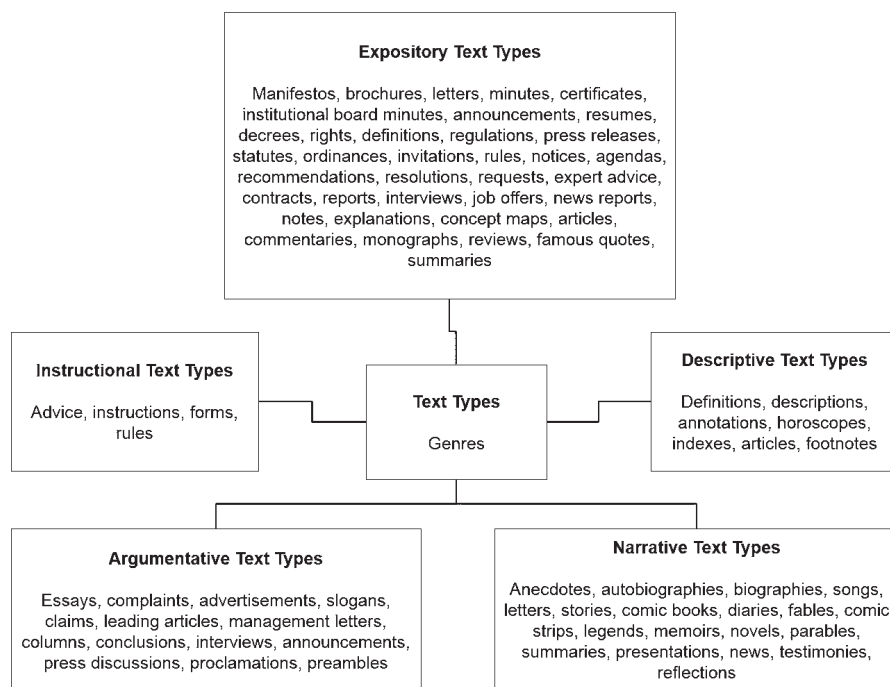 Expository Text Types
Manifestos, brochures, letters, minutes, certificates,
institutional board minutes, announcements, resumes,
decrees, rights, definitions, regulations, press releases,
statutes, ordinances, invitations, rules, notices, agendas,
recommendations, resolutions, requests, expert advice,
contracts, reports, interviews, job offers, news reports,
notes, explanations, concept maps, articles,
commentaries, monographs, reviews, famous quotes,
summaries
Instructional Text Types
Advice, instructions, forms,
rules
Text Types
Genres
Descriptive Text Types
Definitions, descriptions,
annotations, horoscopes,
indexes, articles, footnotes
Argumentative Text Types
Essays, complaints, advertisements, slogans,
claims, leading articles, management letters,
columns, conclusions, interviews, announcements,
press discussions, proclamations, preambles
Narrative Text Types
Anecdotes, autobiographies, biographies, songs,
letters, stories, comic books, diaries, fables, comic
strips, legends, memoirs, novels, parables,
summaries, presentations, news, testimonies,
reflections